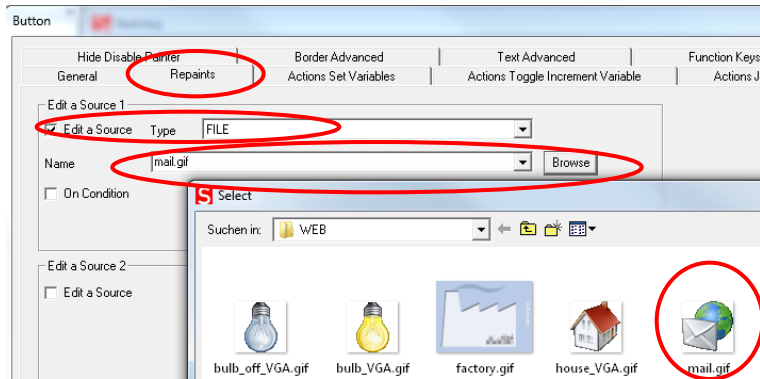 Button
Hide Disable Pointer Border Advanced Text Advanced Function Keys
General Repaints Actions Set Variables Actions Toggle Increment Variable Actions J
Edit a Source 1
Edit a Source Type FILE
Name mail.gif Browse
On Condition
S Select
Suchen in: WEB
Edit a Source 2
Edit a Source
bulb_off_VGA.gif bulb_VGA.gif factory.gif house_VGA.gif mail.gif